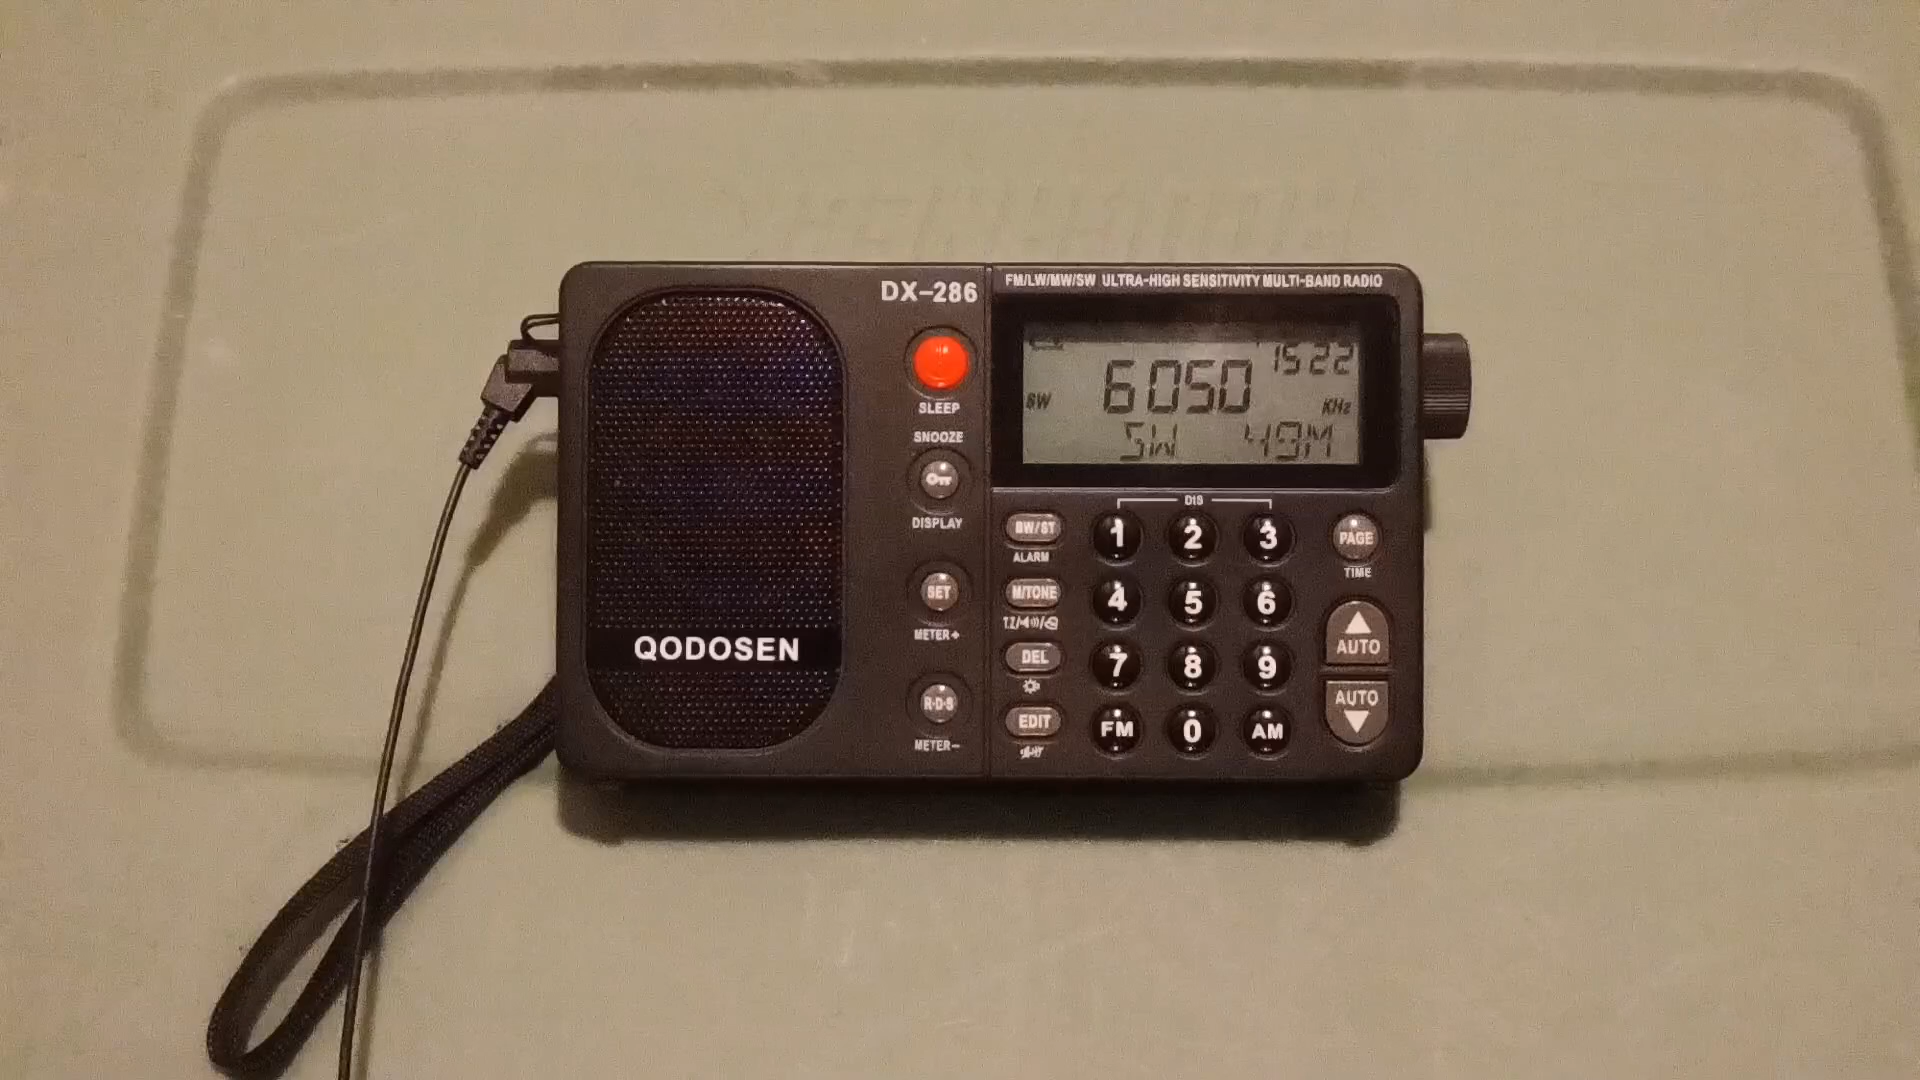 DX-286
FM/LW/MW/SW ULTRA-HIGH SENSITIVITY MULTI-BAND RADIO
15 22
SW 6050 KHz
SW 49M
SLEEP
SNOOZE
DISPLAY
SET
METER+
R·D·S
METER-
QODOSEN
DIS
BW/ST
ALARM
M/TONE
DEL
EDIT
1 2 3
4 5 6
7 8 9
FM 0 AM
PAGE
TIME
AUTO
AUTO